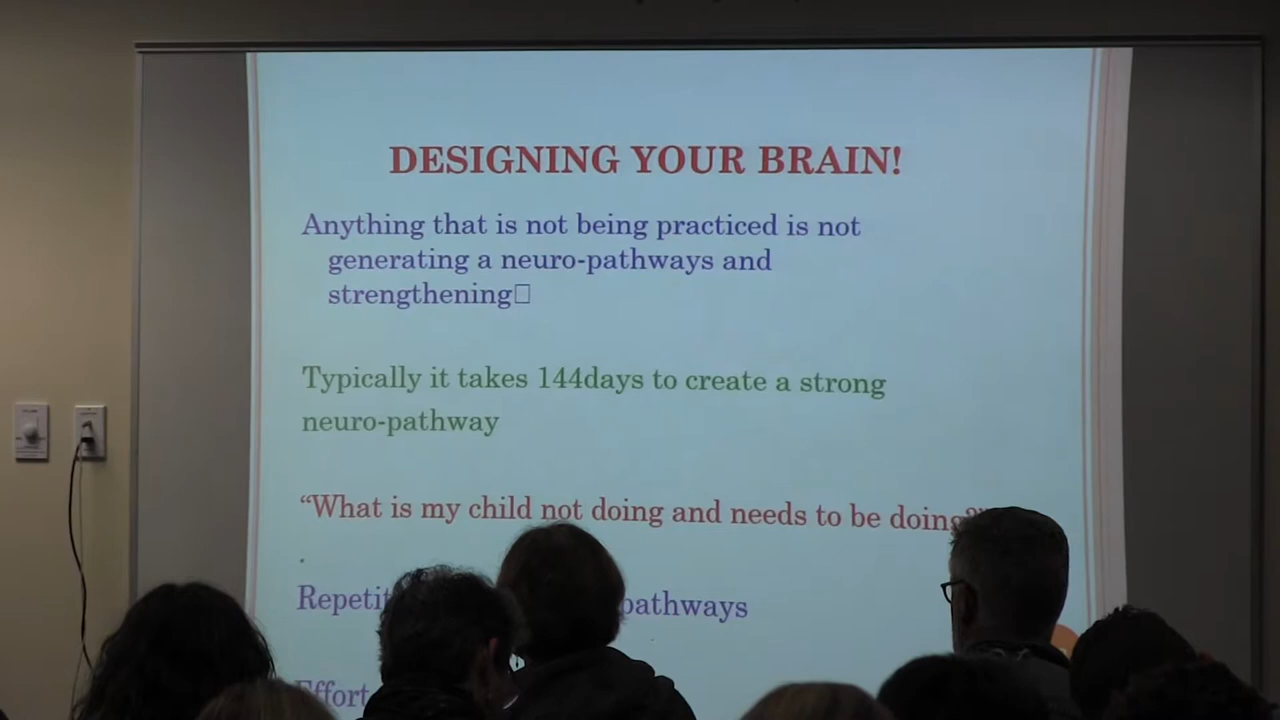 DESIGNING YOUR BRAIN!
Anything that is not being practiced is not
generating a neuro-pathways and
strengthening
Typically it takes 144days to create a strong
neuro-pathway
“What is my child not doing and needs to be doing?”
pathways
Effort